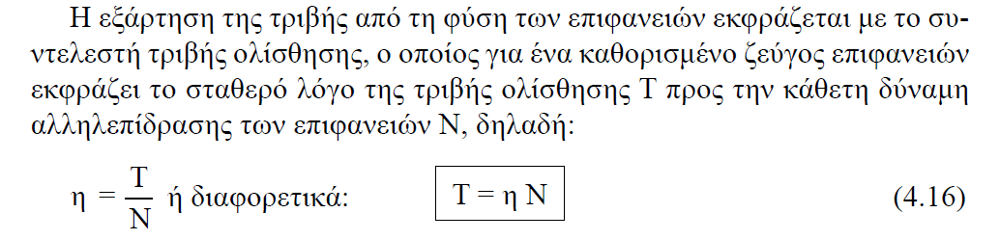 Η εξάρτηση της τριβής από τη φύση των επιφανειών εκφράζεται με το συ-
ντελεστή τριβής ολίσθησης, ο οποίος για ένα καθορισμένο ζεύγος επιφανειών
εκφράζει το σταθερό λόγο της τριβής ολίσθησης Τ προς την κάθετη δύναμη
αλληλεπίδρασης των επιφανειών Ν, δηλαδή:
η = Τ/Ν ή διαφορετικά: Τ = η Ν (4.16)